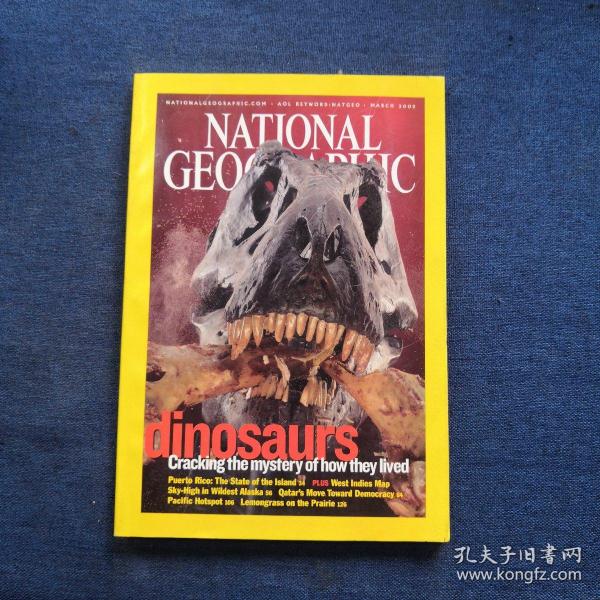 NATIONALGEOGRAPHIC.COM • AOL KEYWORD: NATGEO • MARCH 2003
NATIONAL
GEOGRAPHIC
dinosaurs
Cracking the mystery of how they lived
Puerto Rico: The State of the Island 34 PLUS West Indies Map
Sky-High in Wildest Alaska 56 Qatar's Move Toward Democracy 84
Pacific Hotspot 106 Lemongrass on the Prairie 126
孔夫子旧书网
www.kongfz.com